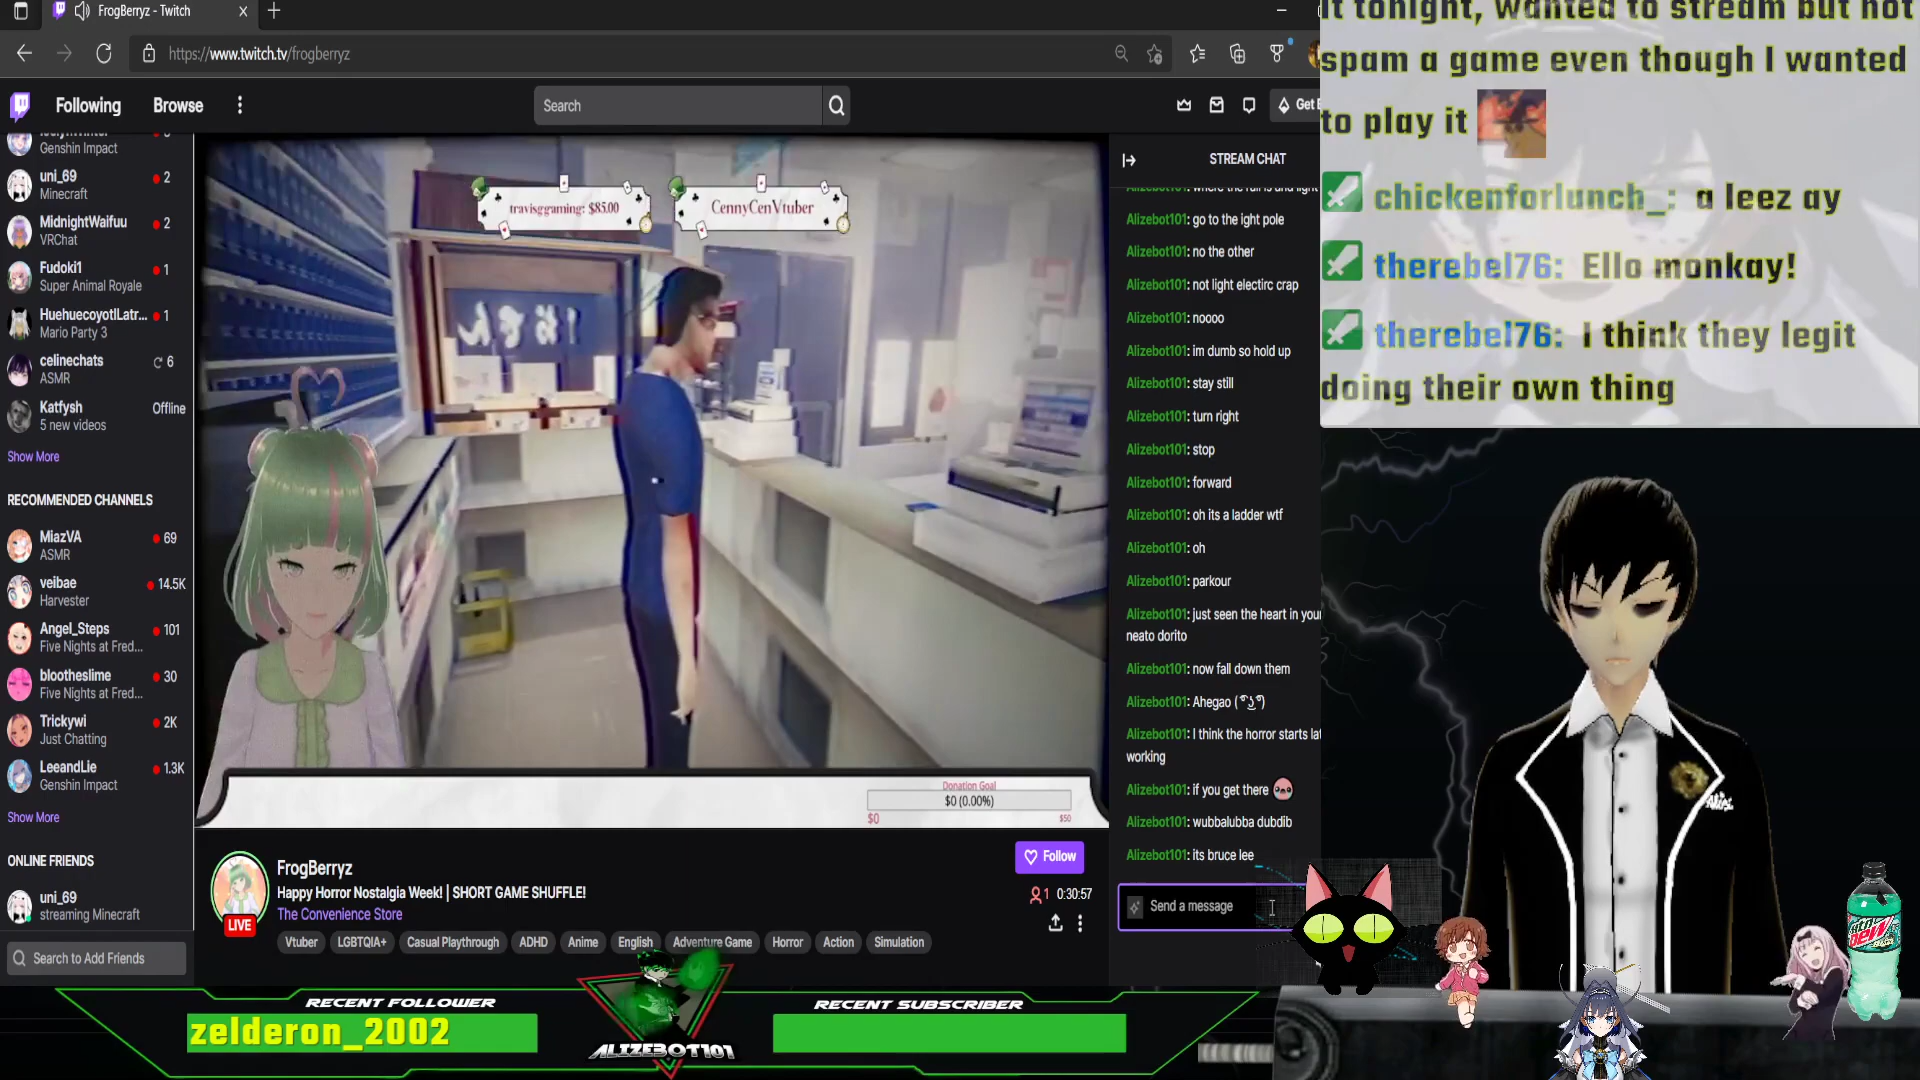 FrogBerryz - Twitch
https://www.twitch.tv/frogberryz
Following
Browse
Search
Genshin Impact
uni_69
2
Minecraft
MidnightWaifuu
2
VRChat
Fudoki1
1
Super Animal Royale
HuehuecoyotlLatr...
1
Mario Party 3
celinechats
6
ASMR
Katfysh
Offline
5 new videos
Show More
RECOMMENDED CHANNELS
MiazVA
69
ASMR
veibae
14.5K
Harvester
Angel_Steps
101
Five Nights at Fred...
blootheslime
30
Five Nights at Fred...
Trickywi
2K
Just Chatting
LeeandLie
1.3K
Genshin Impact
Show More
ONLINE FRIENDS
uni_69
streaming Minecraft
Search to Add Friends
travisggaming: $85.00
CennyCenVtuber
Donation Goal
$0 (0.00%)
$0
$50
FrogBerryz
Happy Horror Nostalgia Week! | SHORT GAME SHUFFLE!
The Convenience Store
LIVE
Follow
1
0:30:57
Vtuber
LGBTQIA+
Casual Playthrough
ADHD
Anime
English
Adventure Game
Horror
Action
Simulation
STREAM CHAT
Alizebot101: go to the ight pole
Alizebot101: no the other
Alizebot101: not light electirc crap
Alizebot101: noooo
Alizebot101: im dumb so hold up
Alizebot101: stay still
Alizebot101: turn right
Alizebot101: stop
Alizebot101: forward
Alizebot101: oh its a ladder wtf
Alizebot101: oh
Alizebot101: parkour
Alizebot101: just seen the heart in your
neato dorito
Alizebot101: now fall down them
Alizebot101: Ahegao ( ͡° ͜ʖ ͡°)
Alizebot101: I think the horror starts lat
working
Alizebot101: if you get there
Alizebot101: wubbalubba dubdib
Alizebot101: its bruce lee
Send a message
it tonight, wanted to stream but not
spam a game even though I wanted
to play it
chickenforlunch_: a leez ay
therebel76: Ello monkay!
therebel76: I think they legit
doing their own thing
RECENT FOLLOWER
zelderon_2002
ALIZEBOT101
RECENT SUBSCRIBER
Alize
MTN DEW